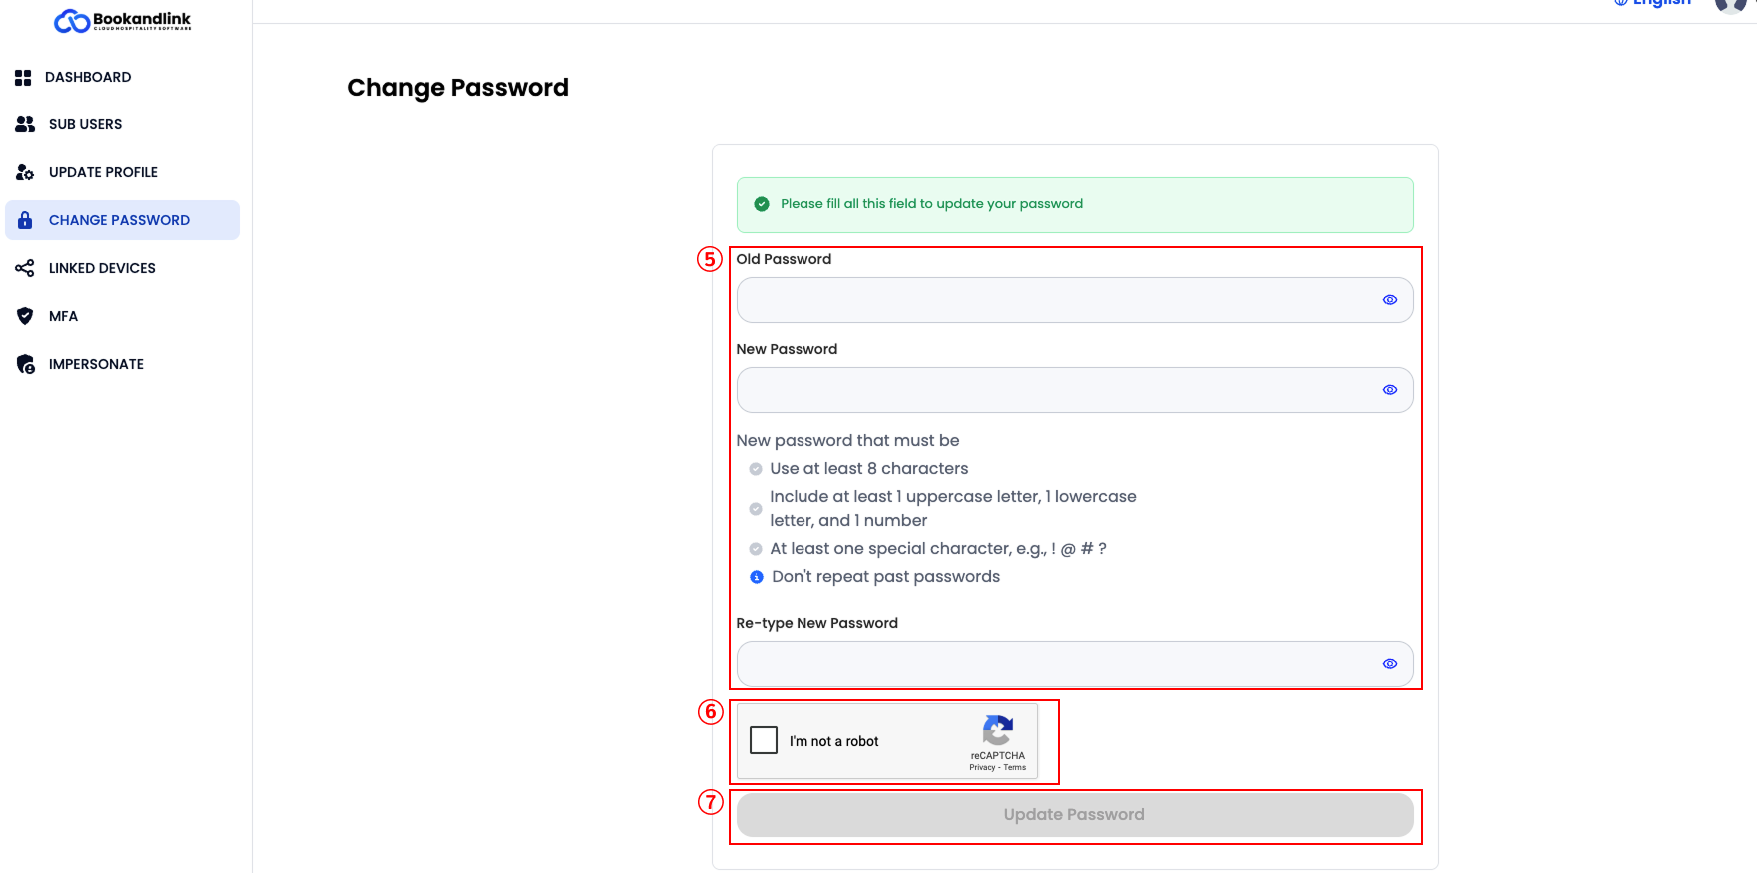 Bookandlink
CLOUD HOSPITALITY SOFTWARE
English
DASHBOARD
SUB USERS
UPDATE PROFILE
CHANGE PASSWORD
LINKED DEVICES
MFA
IMPERSONATE
Change Password
Please fill all this field to update your password
⑤
Old Password
New Password
New password that must be
Use at least 8 characters
Include at least 1 uppercase letter, 1 lowercase
letter, and 1 number
At least one special character, e.g., ! @ # ?
Don't repeat past passwords
Re-type New Password
⑥
I'm not a robot
reCAPTCHA
Privacy - Terms
⑦
Update Password